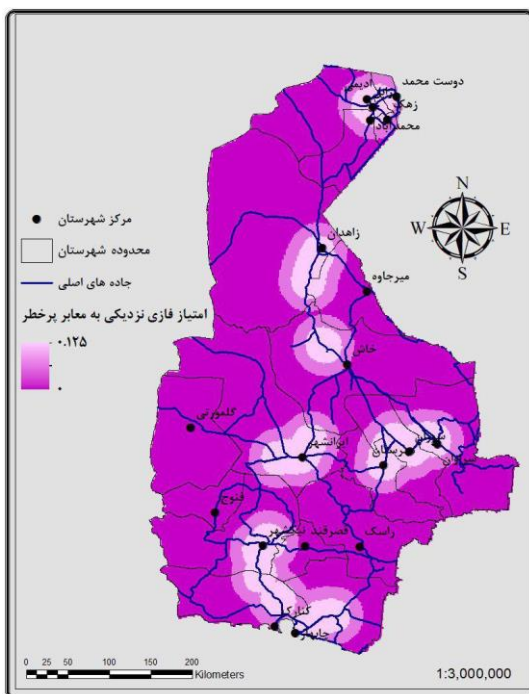 دوست محمد
ادیمی
زابل
زهک
محمدآباد
N
W E
S
مرکز شهرستان
محدوده شهرستان
جاده های اصلی
امتیاز فازی نزدیکی به معابر پرخطر
۰.۱۲۵
۰
زاهدان
میرجاوه
خاش
گلمورتی
ایرانشهر
سراوان
فنوج
نیکشهر
قصرقند
راسک
کنارک
چابهار
0 25 50 100 150 200
Kilometers
1:3,000,000